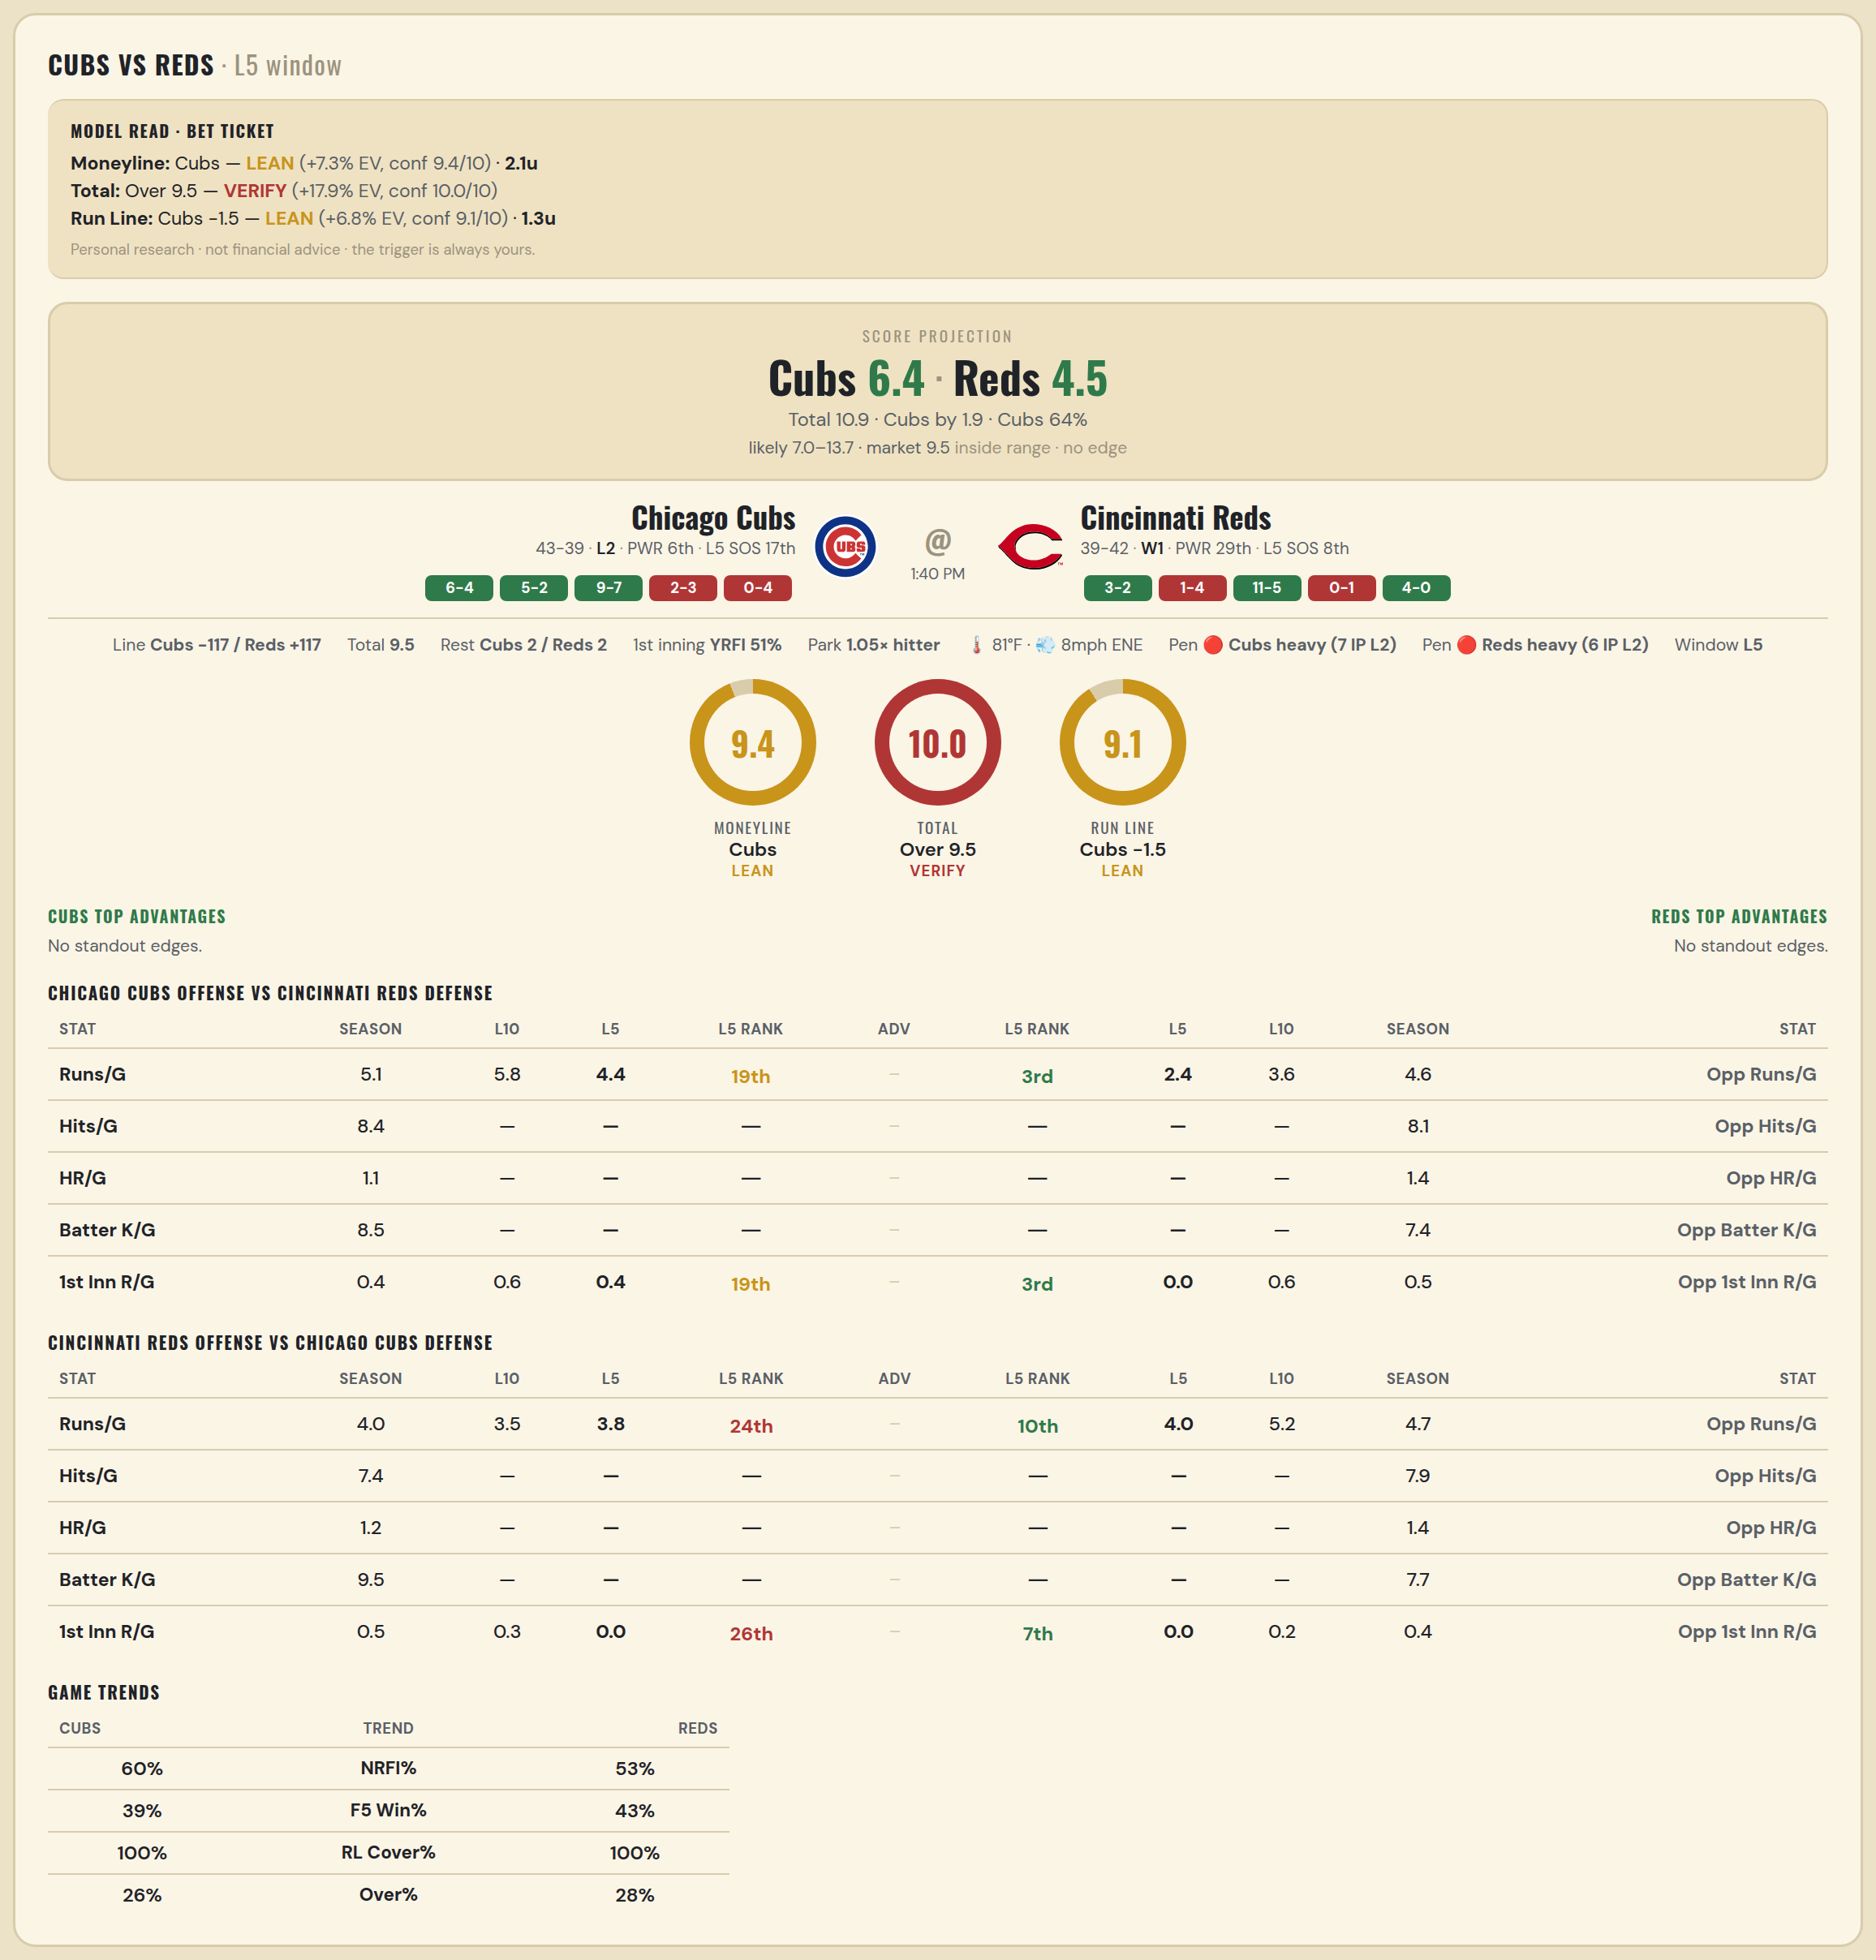 CUBS VS REDS · L5 window
MODEL READ · BET TICKET
Moneyline: Cubs — LEAN (+7.3% EV, conf 9.4/10) · 2.1u
Total: Over 9.5 — VERIFY (+17.9% EV, conf 10.0/10)
Run Line: Cubs -1.5 — LEAN (+6.8% EV, conf 9.1/10) · 1.3u
Personal research · not financial advice · the trigger is always yours.
SCORE PROJECTION
Cubs 6.4 · Reds 4.5
Total 10.9 · Cubs by 1.9 · Cubs 64%
likely 7.0–13.7 · market 9.5 inside range · no edge
Chicago Cubs
43-39 · L2 · PWR 6th · L5 SOS 17th
6-4 5-2 9-7 2-3 0-4
UBS
@
1:40 PM
Cincinnati Reds
39-42 · W1 · PWR 29th · L5 SOS 8th
3-2 1-4 11-5 0-1 4-0
Line Cubs -117 / Reds +117 Total 9.5 Rest Cubs 2 / Reds 2 1st inning YRFI 51% Park 1.05× hitter 🌡️ 81°F · 💨 8mph ENE Pen 🔴 Cubs heavy (7 IP L2) Pen 🔴 Reds heavy (6 IP L2) Window L5
9.4 10.0 9.1
MONEYLINE TOTAL RUN LINE
Cubs Over 9.5 Cubs -1.5
LEAN VERIFY LEAN
CUBS TOP ADVANTAGES REDS TOP ADVANTAGES
No standout edges. No standout edges.
CHICAGO CUBS OFFENSE VS CINCINNATI REDS DEFENSE
STAT SEASON L10 L5 L5 RANK ADV L5 RANK L5 L10 SEASON STAT
Runs/G 5.1 5.8 4.4 19th — 3rd 2.4 3.6 4.6 Opp Runs/G
Hits/G 8.4 — — — — — — — 8.1 Opp Hits/G
HR/G 1.1 — — — — — — — 1.4 Opp HR/G
Batter K/G 8.5 — — — — — — — 7.4 Opp Batter K/G
1st Inn R/G 0.4 0.6 0.4 19th — 3rd 0.0 0.6 0.5 Opp 1st Inn R/G
CINCINNATI REDS OFFENSE VS CHICAGO CUBS DEFENSE
STAT SEASON L10 L5 L5 RANK ADV L5 RANK L5 L10 SEASON STAT
Runs/G 4.0 3.5 3.8 24th — 10th 4.0 5.2 4.7 Opp Runs/G
Hits/G 7.4 — — — — — — — 7.9 Opp Hits/G
HR/G 1.2 — — — — — — — 1.4 Opp HR/G
Batter K/G 9.5 — — — — — — — 7.7 Opp Batter K/G
1st Inn R/G 0.5 0.3 0.0 26th — 7th 0.0 0.2 0.4 Opp 1st Inn R/G
GAME TRENDS
CUBS TREND REDS
60% NRFI% 53%
39% F5 Win% 43%
100% RL Cover% 100%
26% Over% 28%